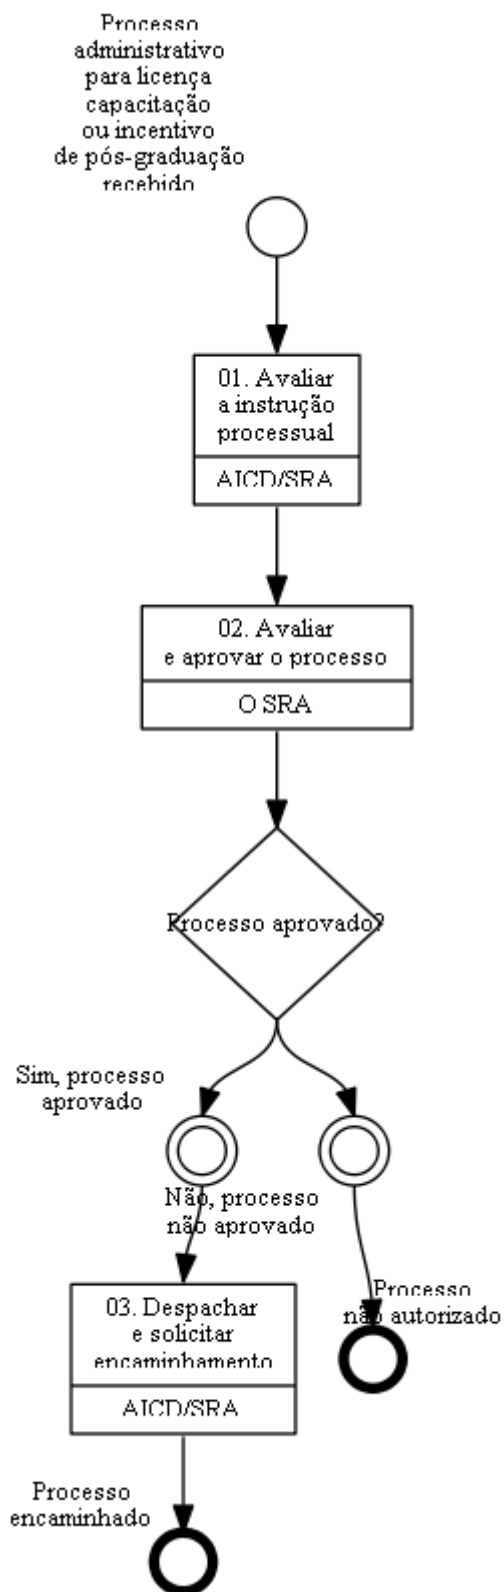 Processo
administrativo
para licença
capacitação
ou incentivo
de pós-graduação
recebido
01. Avaliar
a instrução
processual
AICD/SRA
02. Avaliar
e aprovar o processo
O SRA
Processo aprovado?
Sim, processo
aprovado
Não, processo
não aprovado
03. Despachar
e solicitar
encaminhamento
AICD/SRA
Processo
não autorizado
Processo
encaminhado